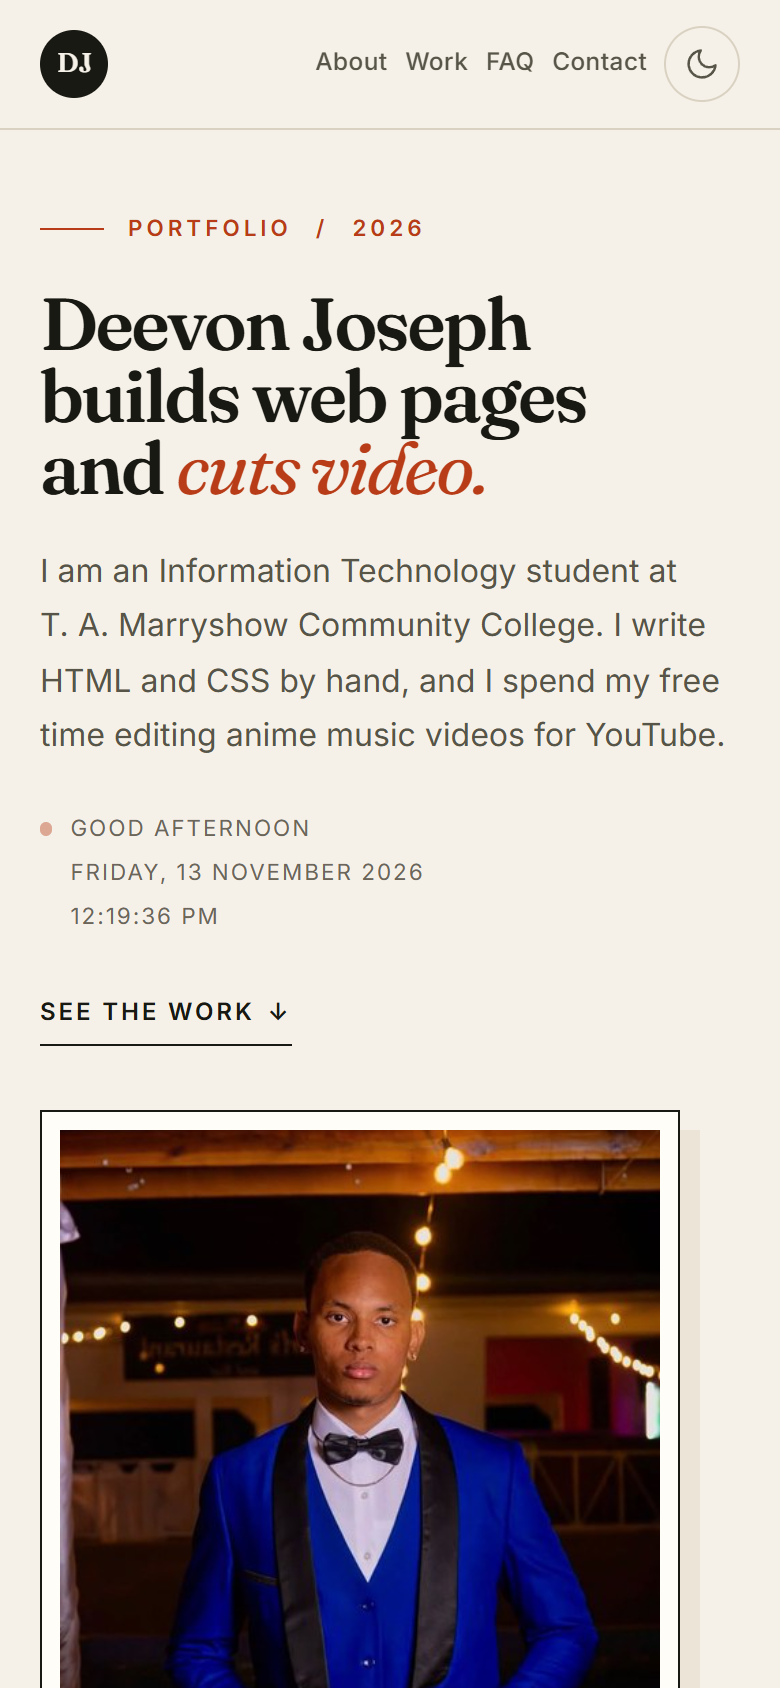 DJ
About Work FAQ Contact
PORTFOLIO / 2026
Deevon Joseph
builds web pages
and cuts video.
I am an Information Technology student at
T. A. Marryshow Community College. I write
HTML and CSS by hand, and I spend my free
time editing anime music videos for YouTube.
GOOD AFTERNOON
FRIDAY, 13 NOVEMBER 2026
12:19:36 PM
SEE THE WORK ↓